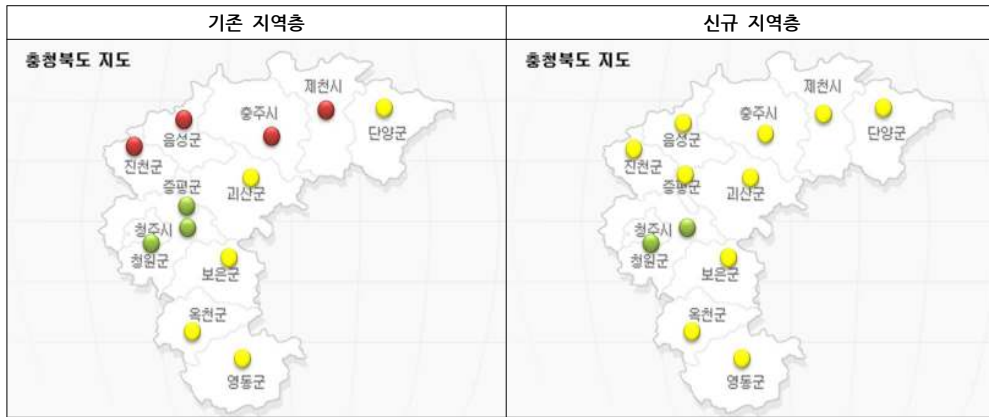 기존 지역층
신규 지역층
충청북도 지도
제천시
충주시
단양군
음성군
진천군
증평군
괴산군
청주시
청원군
보은군
옥천군
영동군
충청북도 지도
제천시
충주시
단양군
음성군
진천군
증평군
괴산군
청주시
청원군
보은군
옥천군
영동군